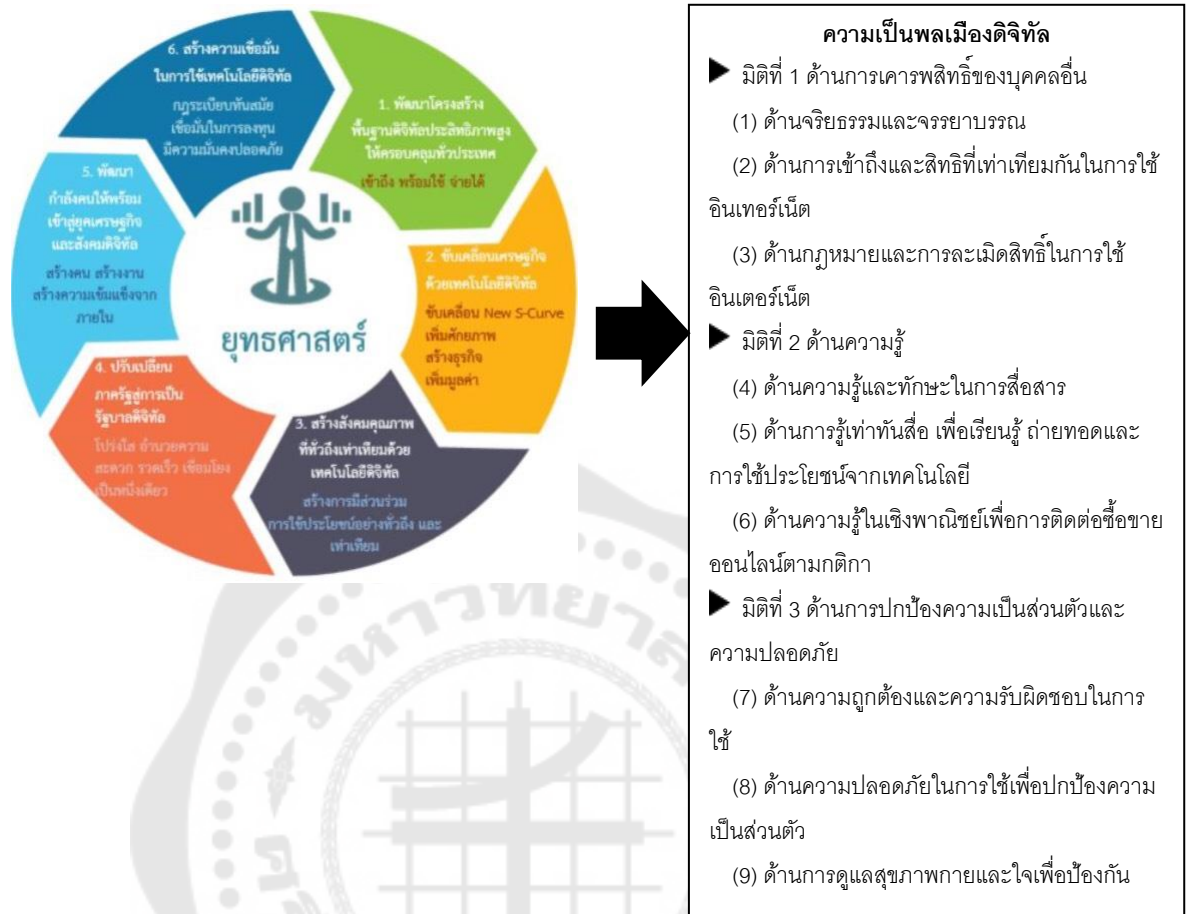 6. สร้างความเชื่อมั่น
ในการใช้เทคโนโลยีดิจิทัล
กฎระเบียบทันสมัย
เชื่อมั่นในการลงทุน
มีความมั่นคงปลอดภัย
1. พัฒนาโครงสร้าง
พื้นฐานดิจิทัลประสิทธิภาพสูง
ให้ครอบคลุมทั่วประเทศ
เข้าถึง พร้อมใช้ จ่ายได้
2. ขับเคลื่อนเศรษฐกิจ
ด้วยเทคโนโลยีดิจิทัล
ขับเคลื่อน New S-Curve
เพิ่มศักยภาพ
สร้างธุรกิจ
เพิ่มมูลค่า
3. สร้างสังคมคุณภาพ
ที่ทั่วถึงเท่าเทียมด้วย
เทคโนโลยีดิจิทัล
สร้างการมีส่วนร่วม
การใช้ประโยชน์อย่างทั่วถึง และ
เท่าเทียม
4. ปรับเปลี่ยน
ภาครัฐสู่การเป็น
รัฐบาลดิจิทัล
โปร่งใส อำนวยความ
สะดวก รวดเร็ว เชื่อมโยง
เป็นหนึ่งเดียว
5. พัฒนา
กำลังคนให้พร้อม
เข้าสู่ยุคเศรษฐกิจ
และสังคมดิจิทัล
สร้างคน สร้างงาน
สร้างความเข้มแข็งจาก
ภายใน
ยุทธศาสตร์
ความเป็นพลเมืองดิจิทัล
มิติที่ 1 ด้านการเคารพสิทธิ์ของบุคคลอื่น
(1) ด้านจริยธรรมและจรรยาบรรณ
(2) ด้านการเข้าถึงและสิทธิที่เท่าเทียมกันในการใช้
อินเทอร์เน็ต
(3) ด้านกฎหมายและการละเมิดสิทธิ์ในการใช้
อินเตอร์เน็ต
มิติที่ 2 ด้านความรู้
(4) ด้านความรู้และทักษะในการสื่อสาร
(5) ด้านการรู้เท่าทันสื่อ เพื่อเรียนรู้ ถ่ายทอดและ
การใช้ประโยชน์จากเทคโนโลยี
(6) ด้านความรู้ในเชิงพาณิชย์เพื่อการติดต่อซื้อขาย
ออนไลน์ตามกติกา
มิติที่ 3 ด้านการปกป้องความเป็นส่วนตัวและ
ความปลอดภัย
(7) ด้านความถูกต้องและความรับผิดชอบในการ
ใช้
(8) ด้านความปลอดภัยในการใช้เพื่อปกป้องความ
เป็นส่วนตัว
(9) ด้านการดูแลสุขภาพกายและใจเพื่อป้องกัน